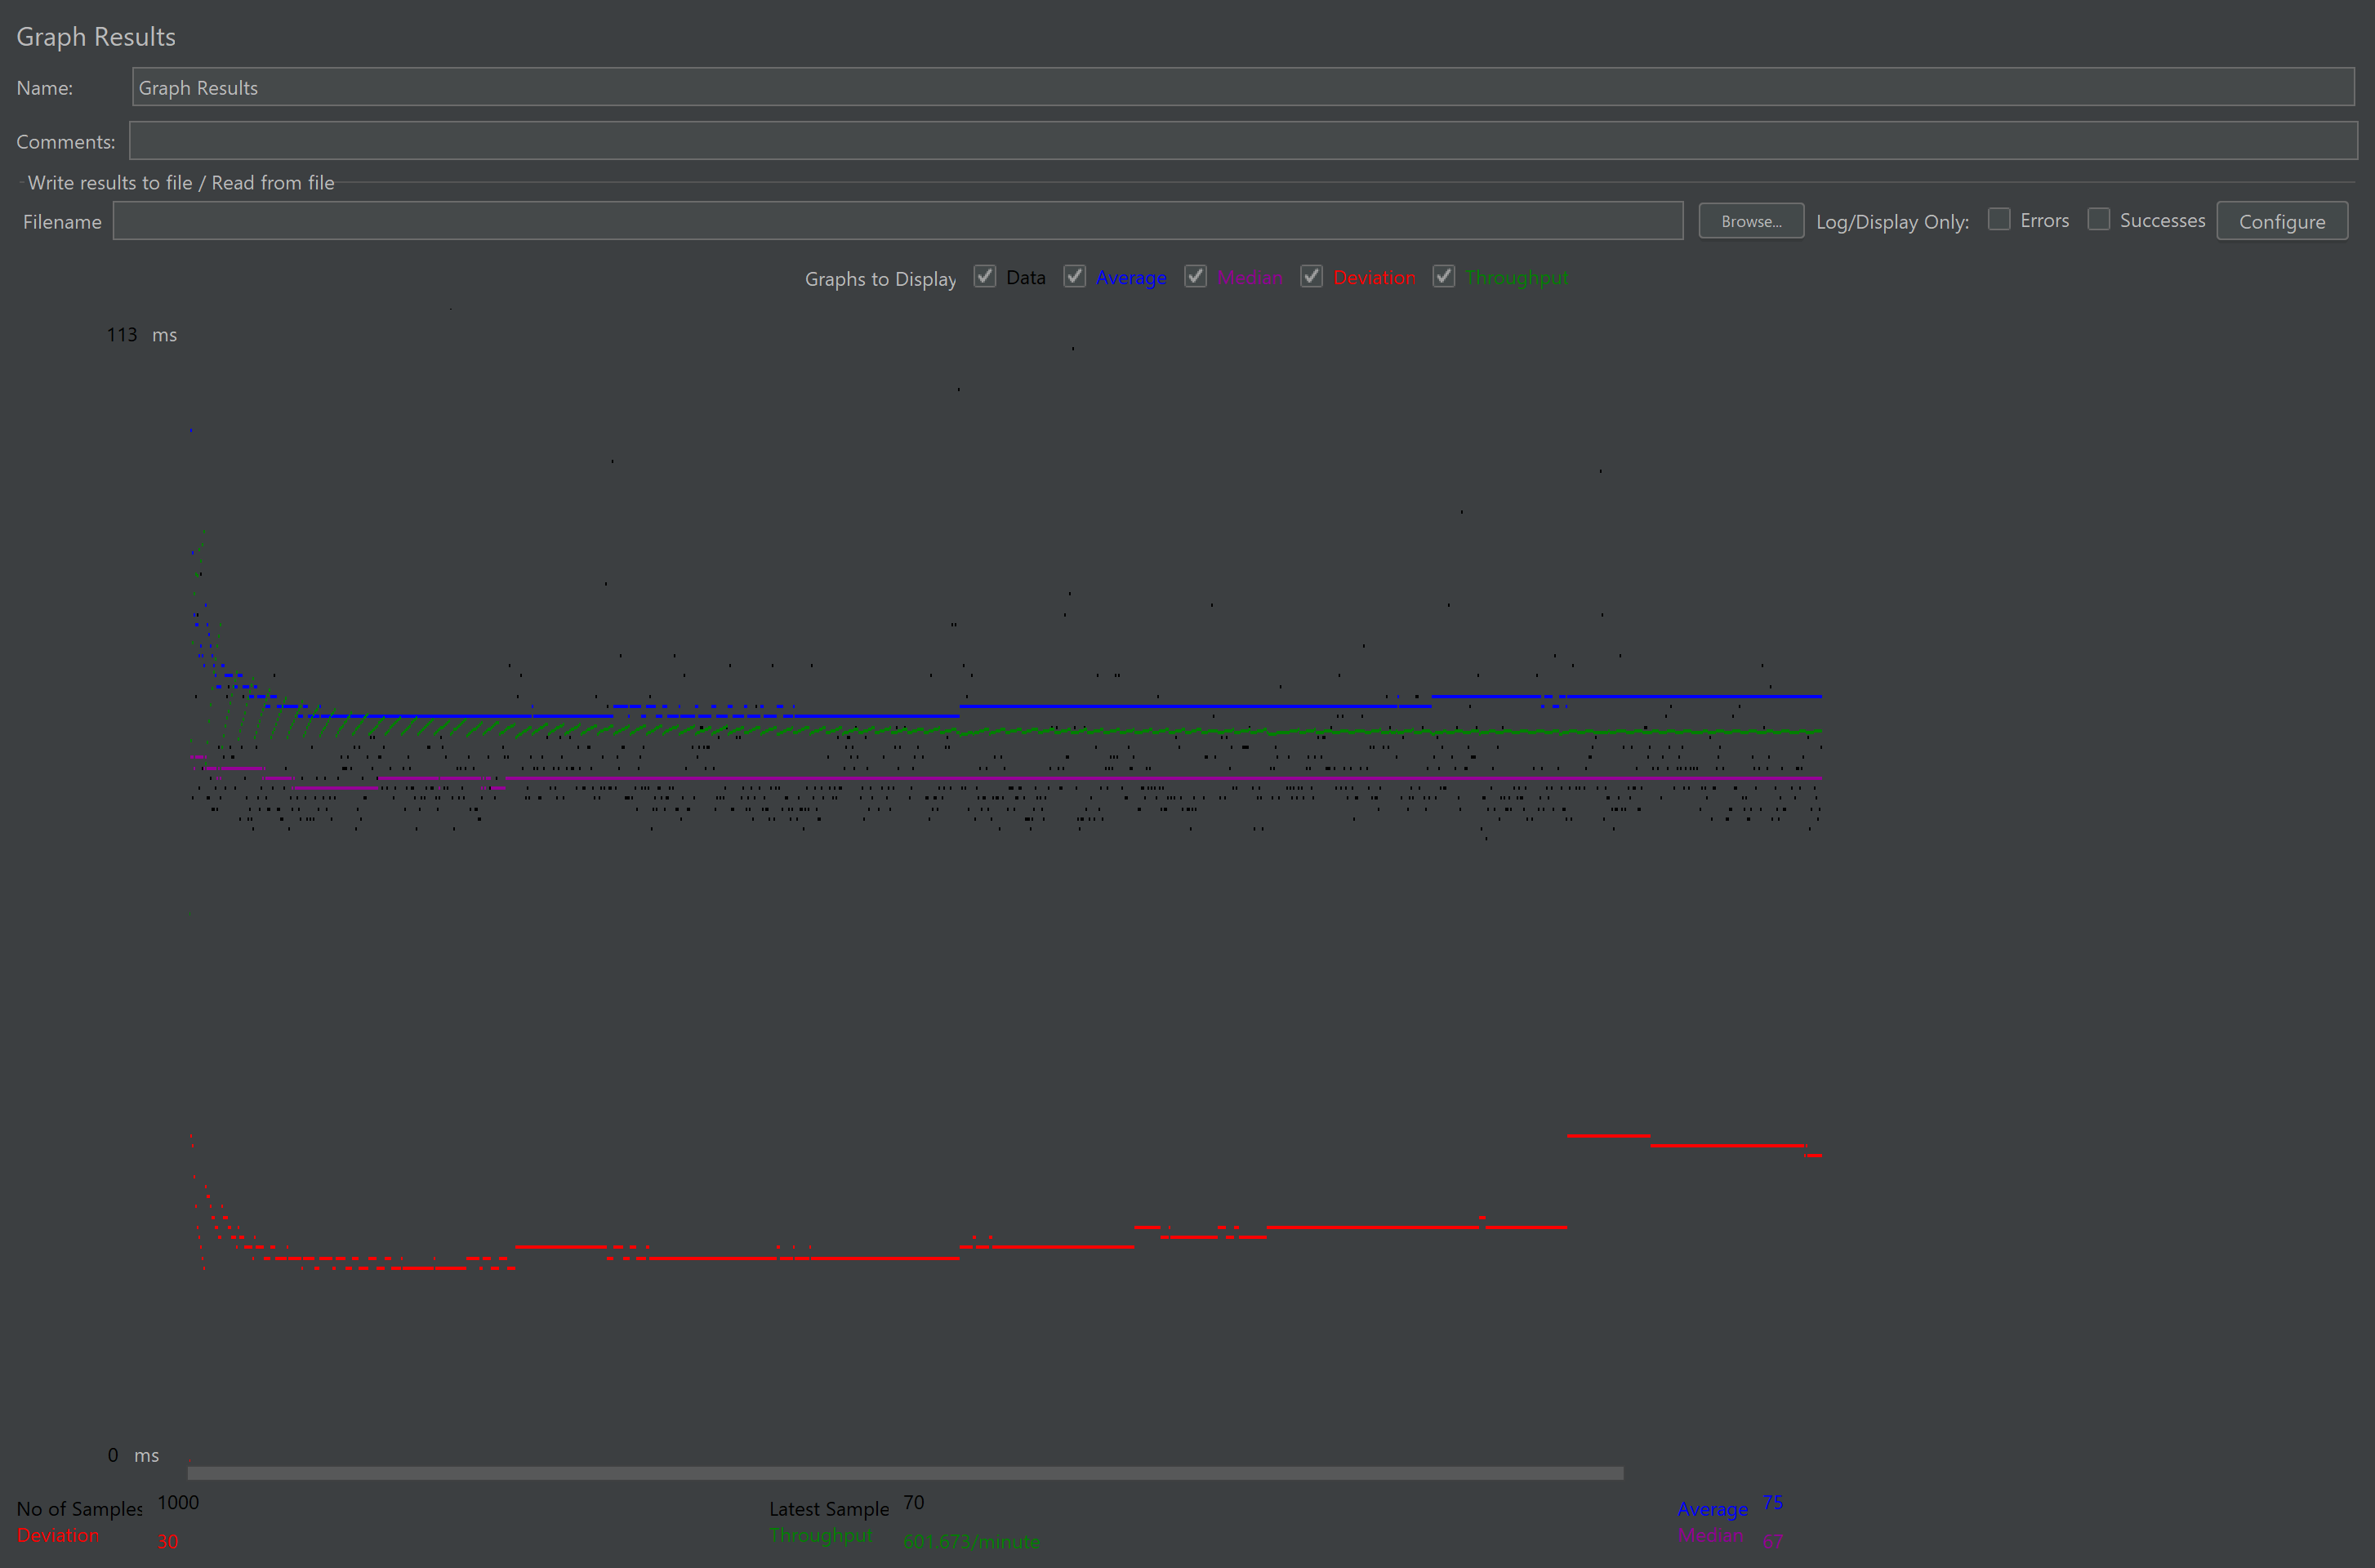 Graph Results
Name: Graph Results
Comments:
Write results to file / Read from file
Filename Browse... Log/Display Only: Errors Successes Configure
Graphs to Display Data Average Median Deviation Throughput
113 ms
0 ms
No of Samples 1000 Latest Sample 70 Average 75
Deviation 30 Throughput 601.673/minute Median 67